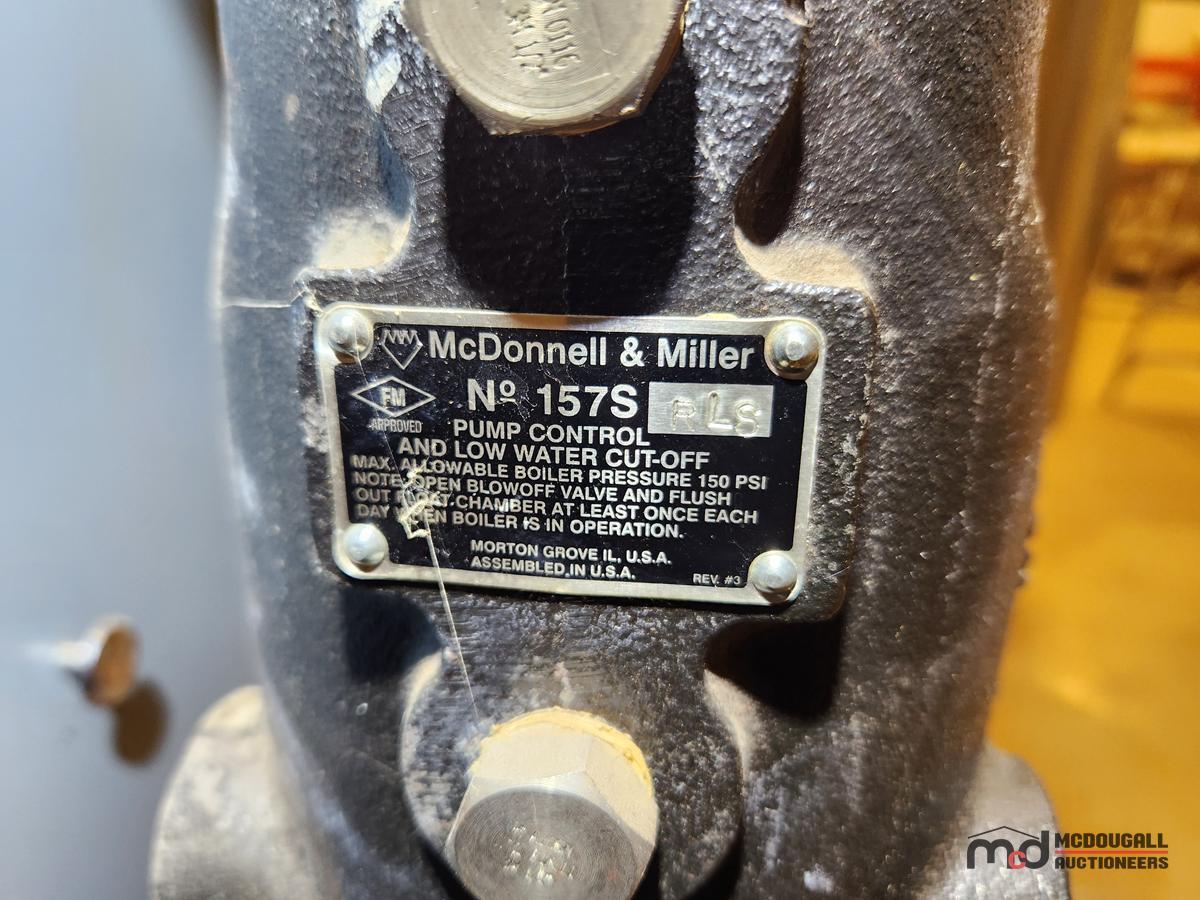 McDonnell & Miller
FM
APPROVED
Nº 157S RLS
PUMP CONTROL
AND LOW WATER CUT-OFF
MAX. ALLOWABLE BOILER PRESSURE 150 PSI
NOTE: OPEN BLOWOFF VALVE AND FLUSH
OUT FLOAT CHAMBER AT LEAST ONCE EACH
DAY WHEN BOILER IS IN OPERATION.
MORTON GROVE IL, U.S.A.
ASSEMBLED IN U.S.A.
REV. #3
mcd MCDOUGALL
AUCTIONEERS